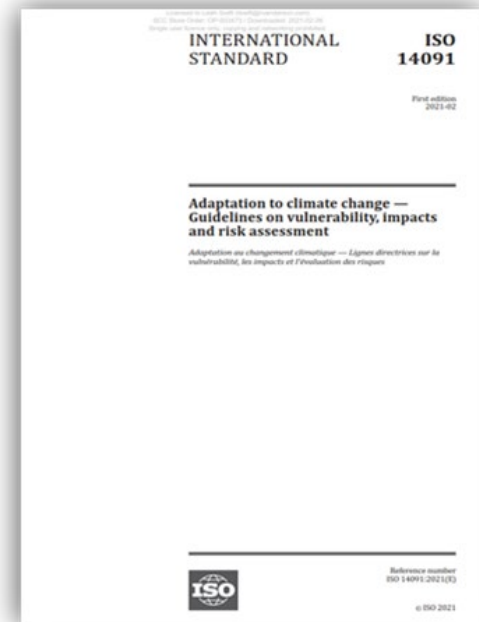 INTERNATIONAL
STANDARD
ISO
14091
First edition
2021-02
Adaptation to climate change —
Guidelines on vulnerability, impacts
and risk assessment
Adaptation au changement climatique — Lignes directrices sur la
vulnérabilité, les impacts et l'évaluation des risques
ISO
Reference number
ISO 14091:2021(E)
© ISO 2021